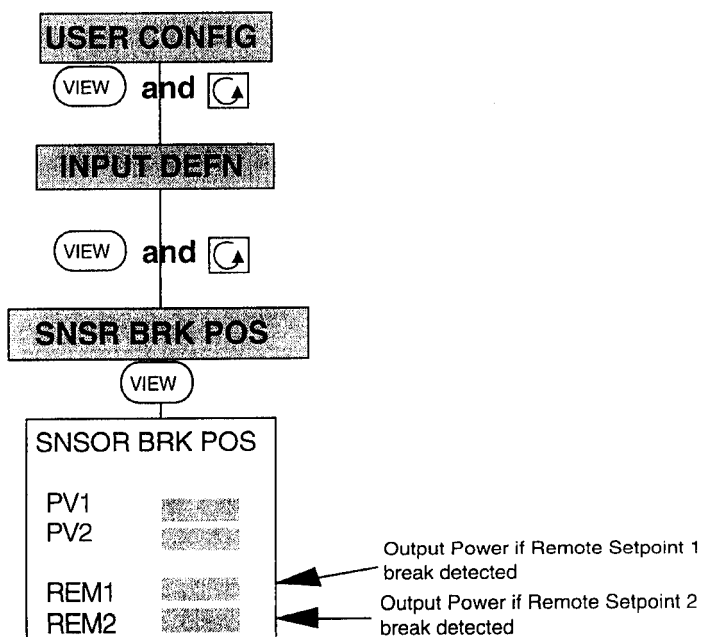 USER CONFIG
VIEW and
INPUT DEFN
VIEW and
SNSR BRK POS
VIEW
SNSOR BRK POS
PV1
PV2
REM1
REM2
Output Power if Remote Setpoint 1
break detected
Output Power if Remote Setpoint 2
break detected